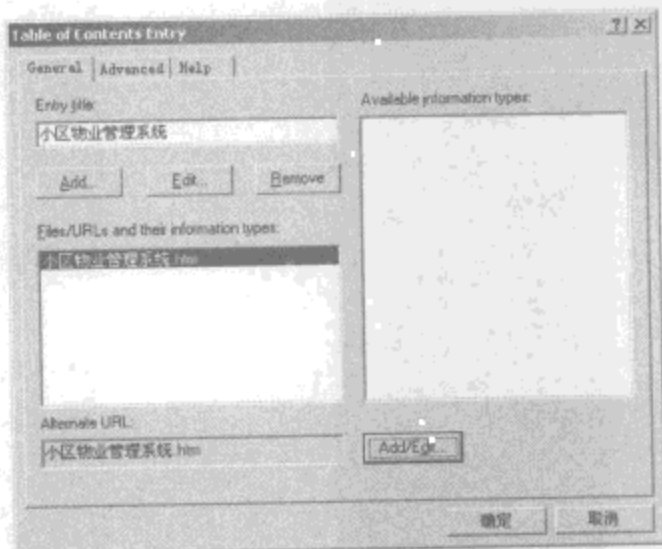 Table of Contents Entry
General Advanced Help
Entry title:
小区物业管理系统
Add... Edit... Remove
Files/URLs and their information types:
小区物业管理系统.htm
Alternate URL:
小区物业管理系统.htm
Available information types:
Add/Edit...
确定 取消